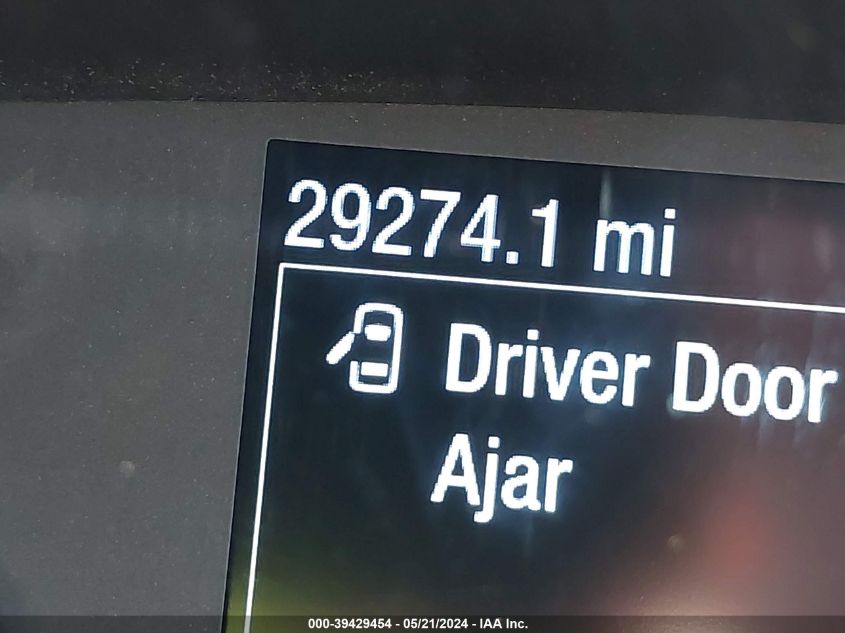 29274.1 mi
Driver Door
Ajar
000-39429454 - 05/21/2024 - IAA Inc.